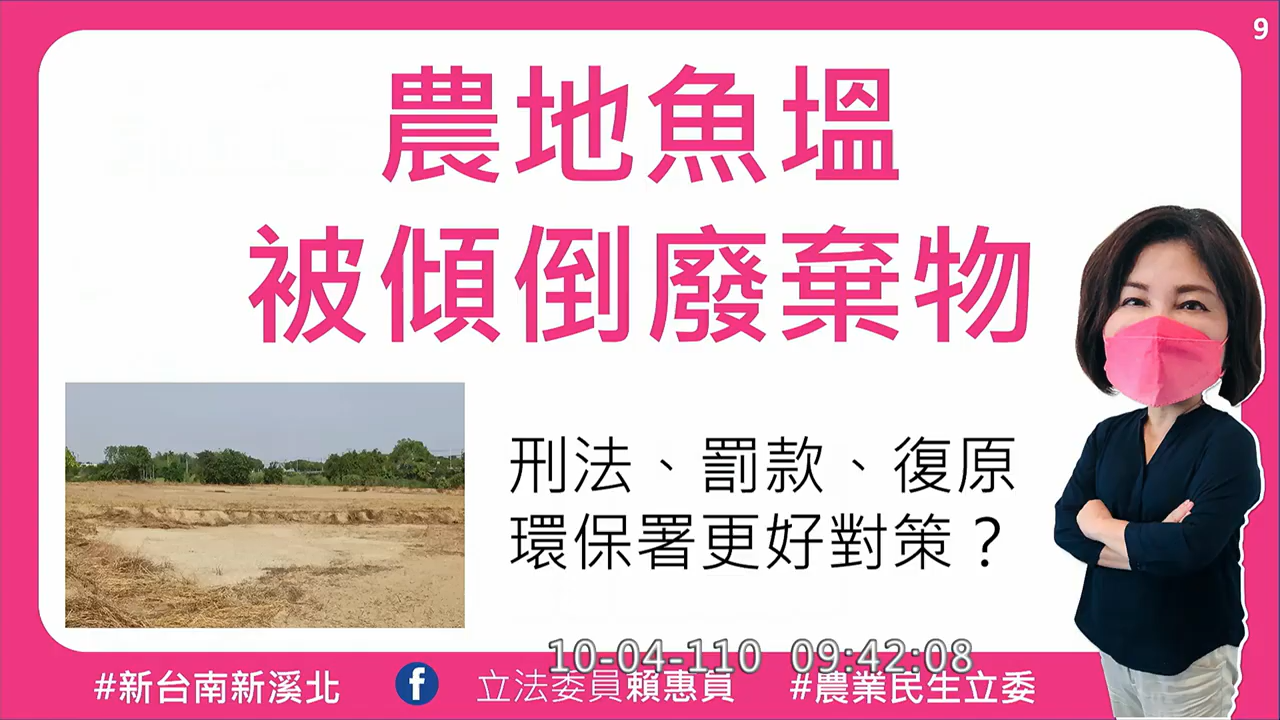 9
農地魚塭
被傾倒廢棄物
刑法、罰款、復原
環保署更好對策？
10-04-110 09:42:08
#新台南新溪北
立法委員賴惠員
#農業民生立委